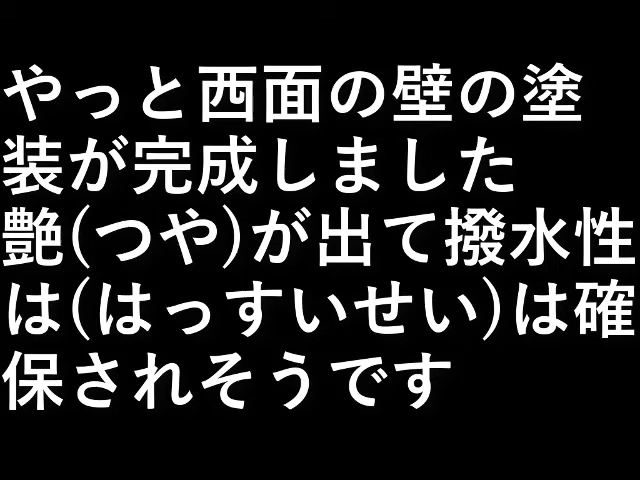 やっと西面の壁の塗
装が完成しました
艶(つや)が出て撥水性
は(はっすいせい)は確
保されそうです